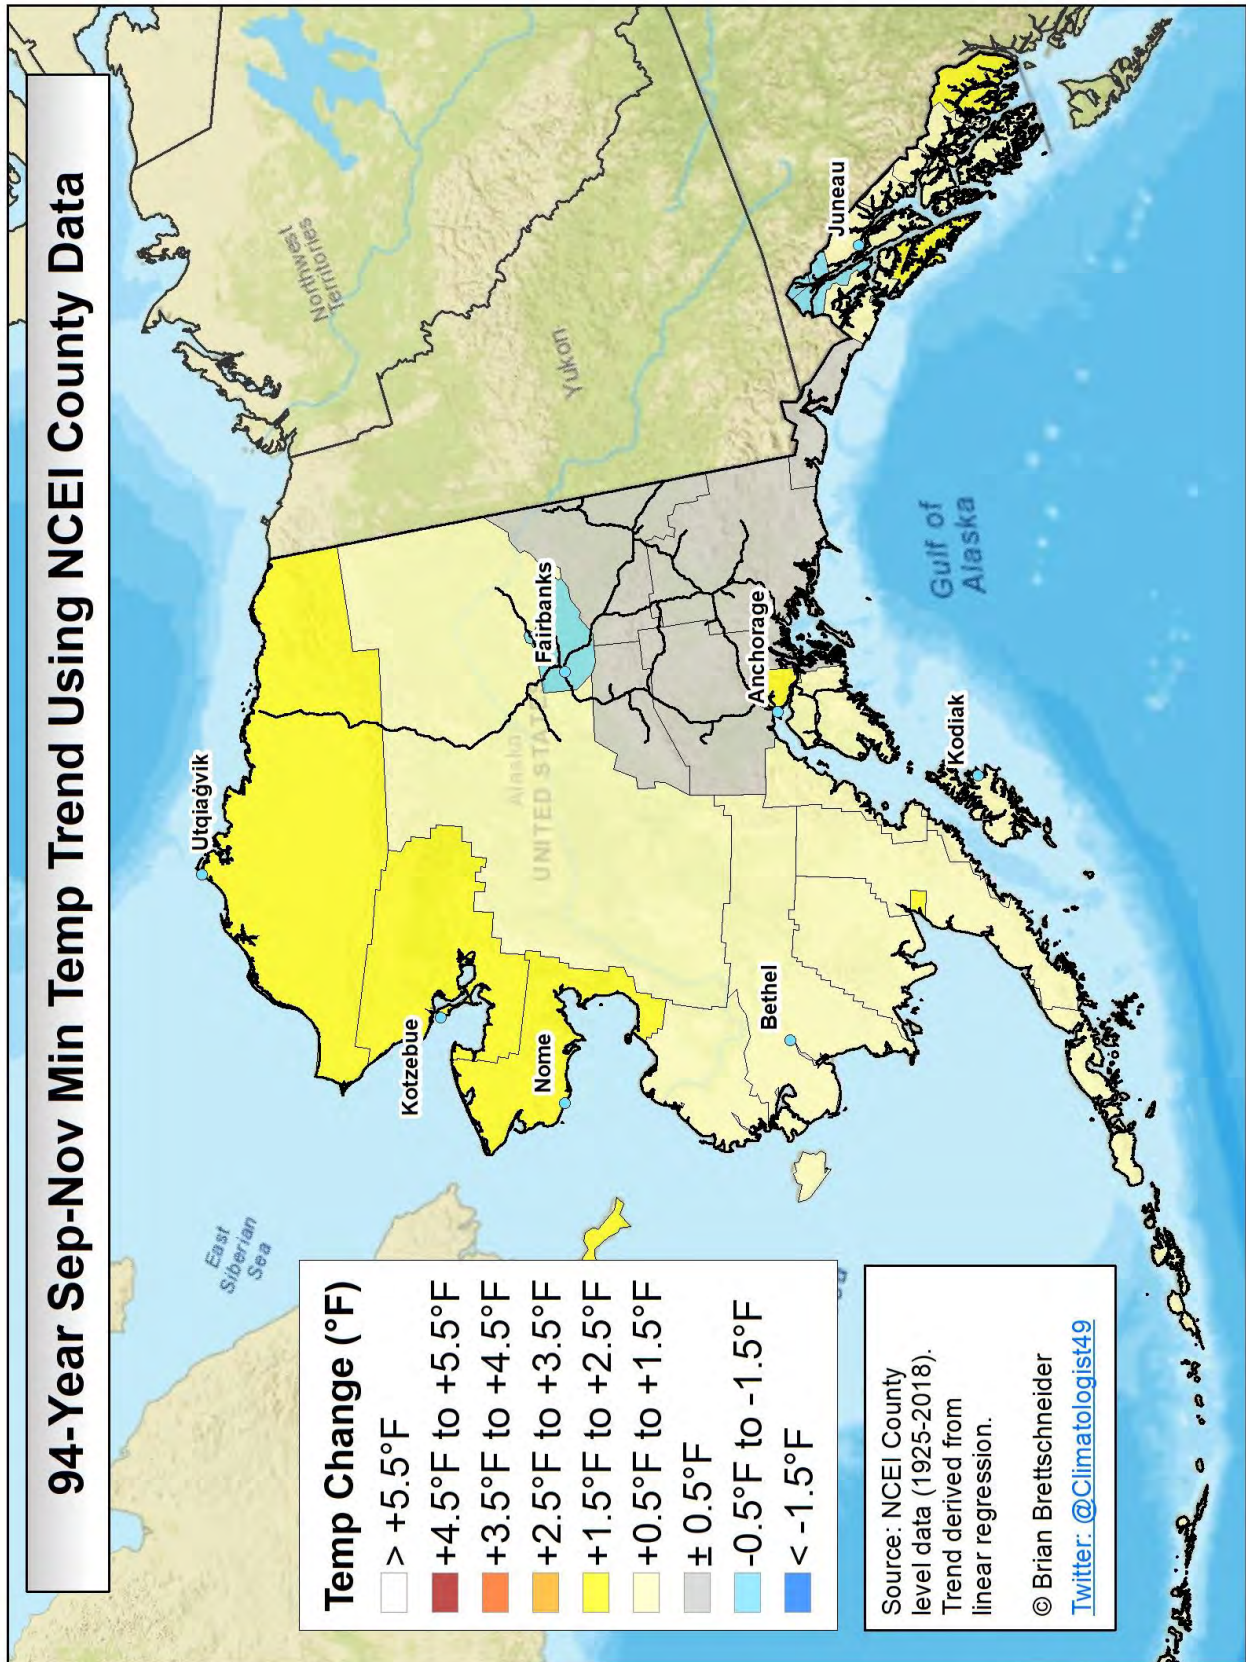 94-Year Sep-Nov Min Temp Trend Using NCEI County Data
East
Siberian
Sea
Utqiaġvik
Northwest
Territories
Kotzebue
Nome
Fairbanks
Yukon
Alaska
UNITED STAT
Bethel
Anchorage
Juneau
Kodiak
Gulf of
Alaska
Temp Change (°F)
> +5.5°F
+4.5°F to +5.5°F
+3.5°F to +4.5°F
+2.5°F to +3.5°F
+1.5°F to +2.5°F
+0.5°F to +1.5°F
± 0.5°F
-0.5°F to -1.5°F
< -1.5°F
Source: NCEI County
level data (1925-2018).
Trend derived from
linear regression.
© Brian Brettschneider
Twitter: @Climatologist49